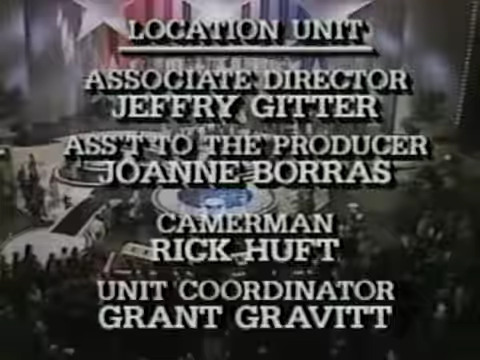 LOCATION UNIT
ASSOCIATE DIRECTOR
JEFFRY GITTER
ASS'T TO THE PRODUCER
JOANNE BORRAS
CAMERMAN
RICK HUFT
UNIT COORDINATOR
GRANT GRAVITT